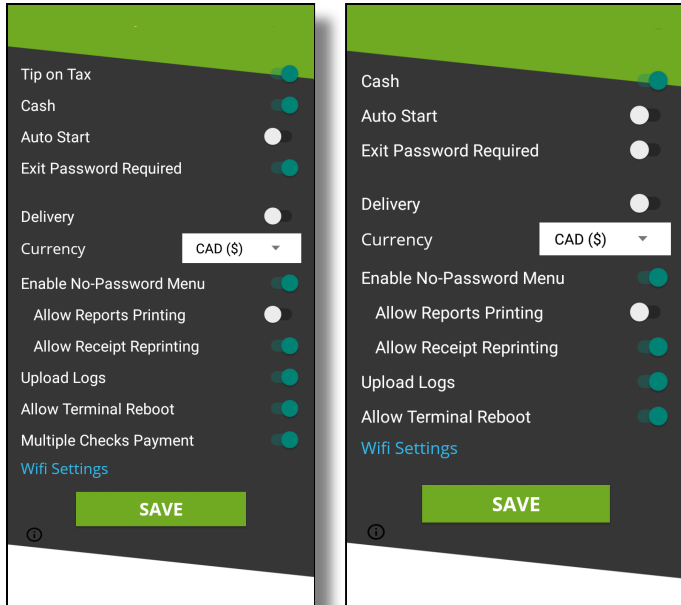 Tip on Tax
Cash
Auto Start
Exit Password Required
Delivery
Currency CAD ($)
Enable No-Password Menu
Allow Reports Printing
Allow Receipt Reprinting
Upload Logs
Allow Terminal Reboot
Multiple Checks Payment
Wifi Settings
SAVE
Cash
Auto Start
Exit Password Required
Delivery
Currency CAD ($)
Enable No-Password Menu
Allow Reports Printing
Allow Receipt Reprinting
Upload Logs
Allow Terminal Reboot
Wifi Settings
SAVE